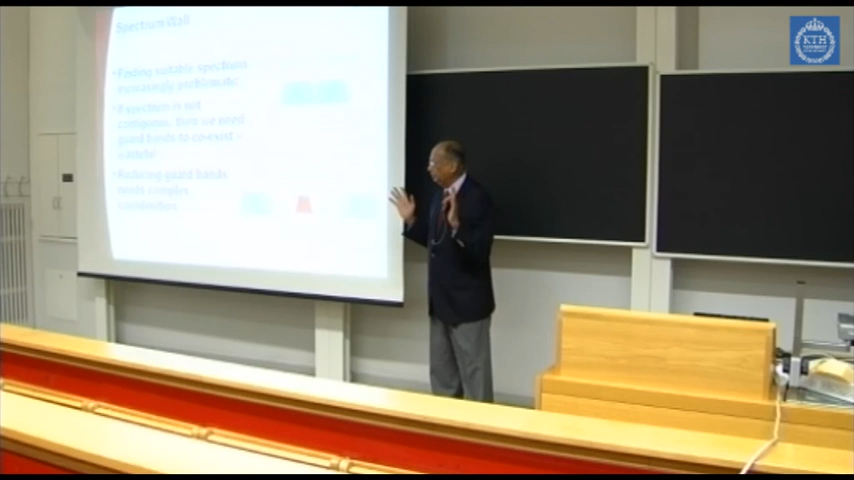 Spectrum Wall
• Finding suitable spectrum
increasingly problematic
• If spectrum is not
contiguous, then we need
guard bands to co-exist –
wasteful
• Reducing guard bands
needs complex
KTH